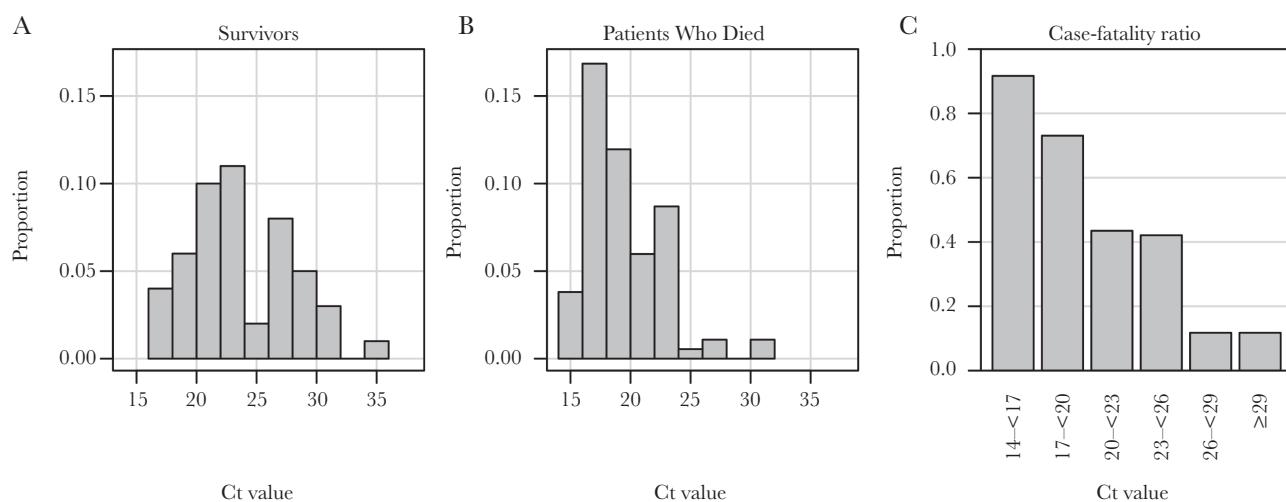 A
Survivors
Proportion
0.15
0.10
0.05
0.00
15 20 25 30 35
Ct value
B
Patients Who Died
Proportion
0.15
0.10
0.05
0.00
15 20 25 30 35
Ct value
C
Case-fatality ratio
Proportion
1.0
0.8
0.6
0.4
0.2
0.0
14–<17
17–<20
20–<23
23–<26
26–<29
≥29
Ct value